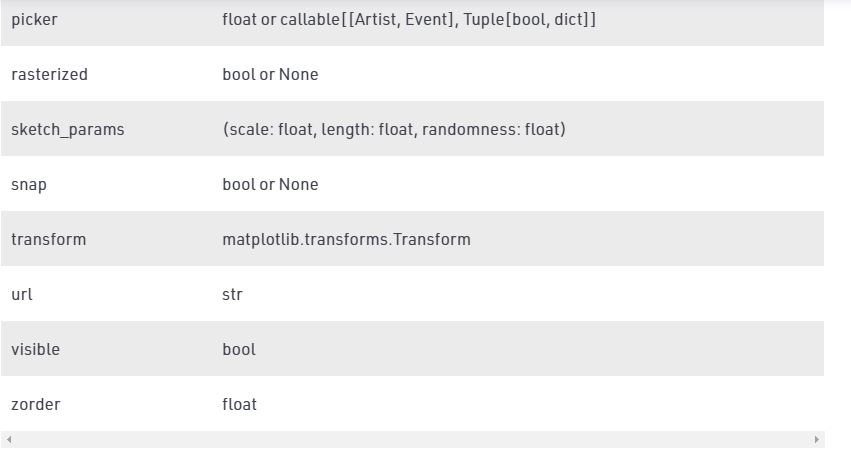 picker float or callable[[Artist, Event], Tuple[bool, dict]]
rasterized bool or None
sketch_params (scale: float, length: float, randomness: float)
snap bool or None
transform matplotlib.transforms.Transform
url str
visible bool
zorder float